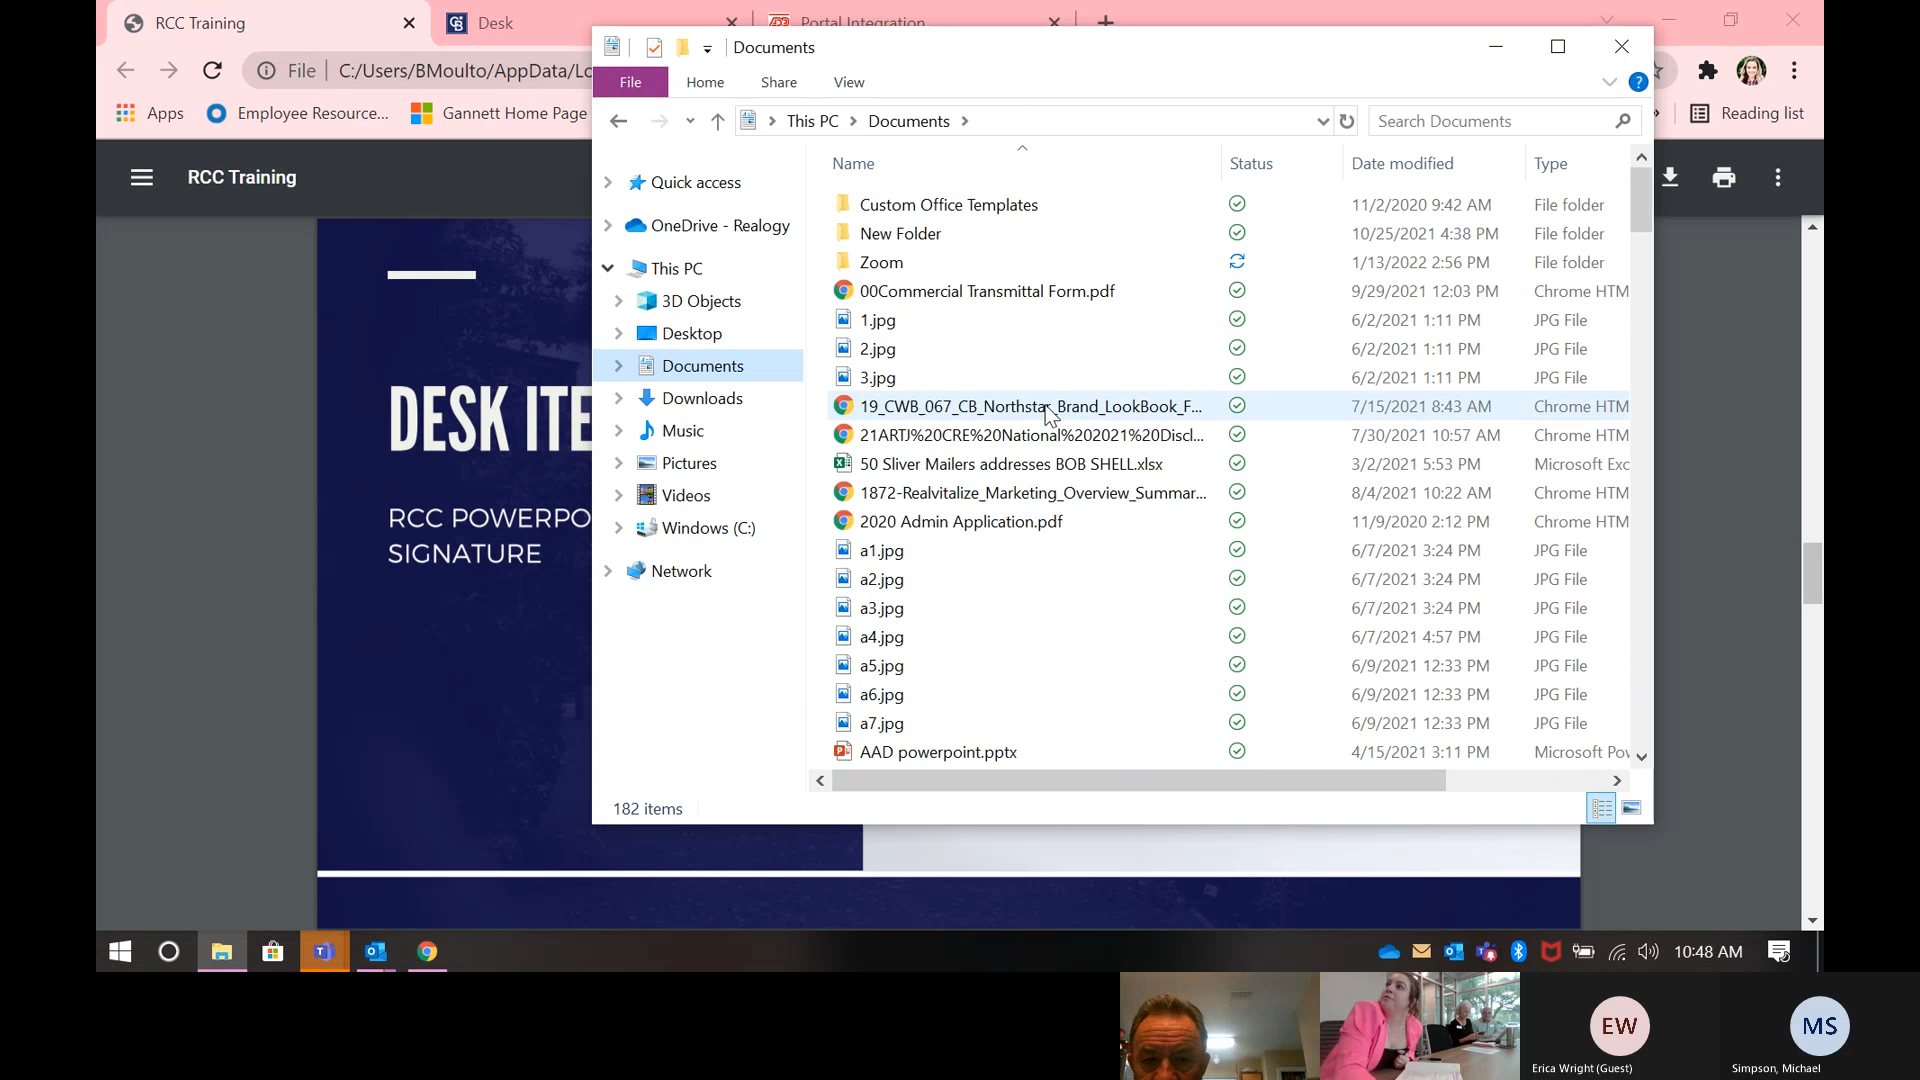 RCC Training
Desk
Portal Integration
File
C:/Users/BMoulto/AppData/Lo
Apps
Employee Resource...
Gannett Home Page
Reading list
RCC Training
Documents
File
Home
Share
View
This PC
Documents
Search Documents
Quick access
OneDrive - Realogy
This PC
3D Objects
Desktop
Documents
Downloads
Music
Pictures
Videos
Windows (C:)
Network
Name Status Date modified Type
Custom Office Templates 11/2/2020 9:42 AM File folder
New Folder 10/25/2021 4:38 PM File folder
Zoom 1/13/2022 2:56 PM File folder
00Commercial Transmittal Form.pdf 9/29/2021 12:03 PM Chrome HTM
1.jpg 6/2/2021 1:11 PM JPG File
2.jpg 6/2/2021 1:11 PM JPG File
3.jpg 6/2/2021 1:11 PM JPG File
19_CWB_067_CB_Northstar_Brand_LookBook_F... 7/15/2021 8:43 AM Chrome HTM
21ARTJ%20CRE%20National%202021%20Discl... 7/30/2021 10:57 AM Chrome HTM
50 Sliver Mailers addresses BOB SHELL.xlsx 3/2/2021 5:53 PM Microsoft Exc
1872-Realvitalize_Marketing_Overview_Summar... 8/4/2021 10:22 AM Chrome HTM
2020 Admin Application.pdf 11/9/2020 2:12 PM Chrome HTM
a1.jpg 6/7/2021 3:24 PM JPG File
a2.jpg 6/7/2021 3:24 PM JPG File
a3.jpg 6/7/2021 3:24 PM JPG File
a4.jpg 6/7/2021 4:57 PM JPG File
a5.jpg 6/9/2021 12:33 PM JPG File
a6.jpg 6/9/2021 12:33 PM JPG File
a7.jpg 6/9/2021 12:33 PM JPG File
AAD powerpoint.pptx 4/15/2021 3:11 PM Microsoft Pov
182 items
DESK ITE
RCC POWERPO
SIGNATURE
10:48 AM
EW
MS
Erica Wright (Guest)
Simpson, Michael